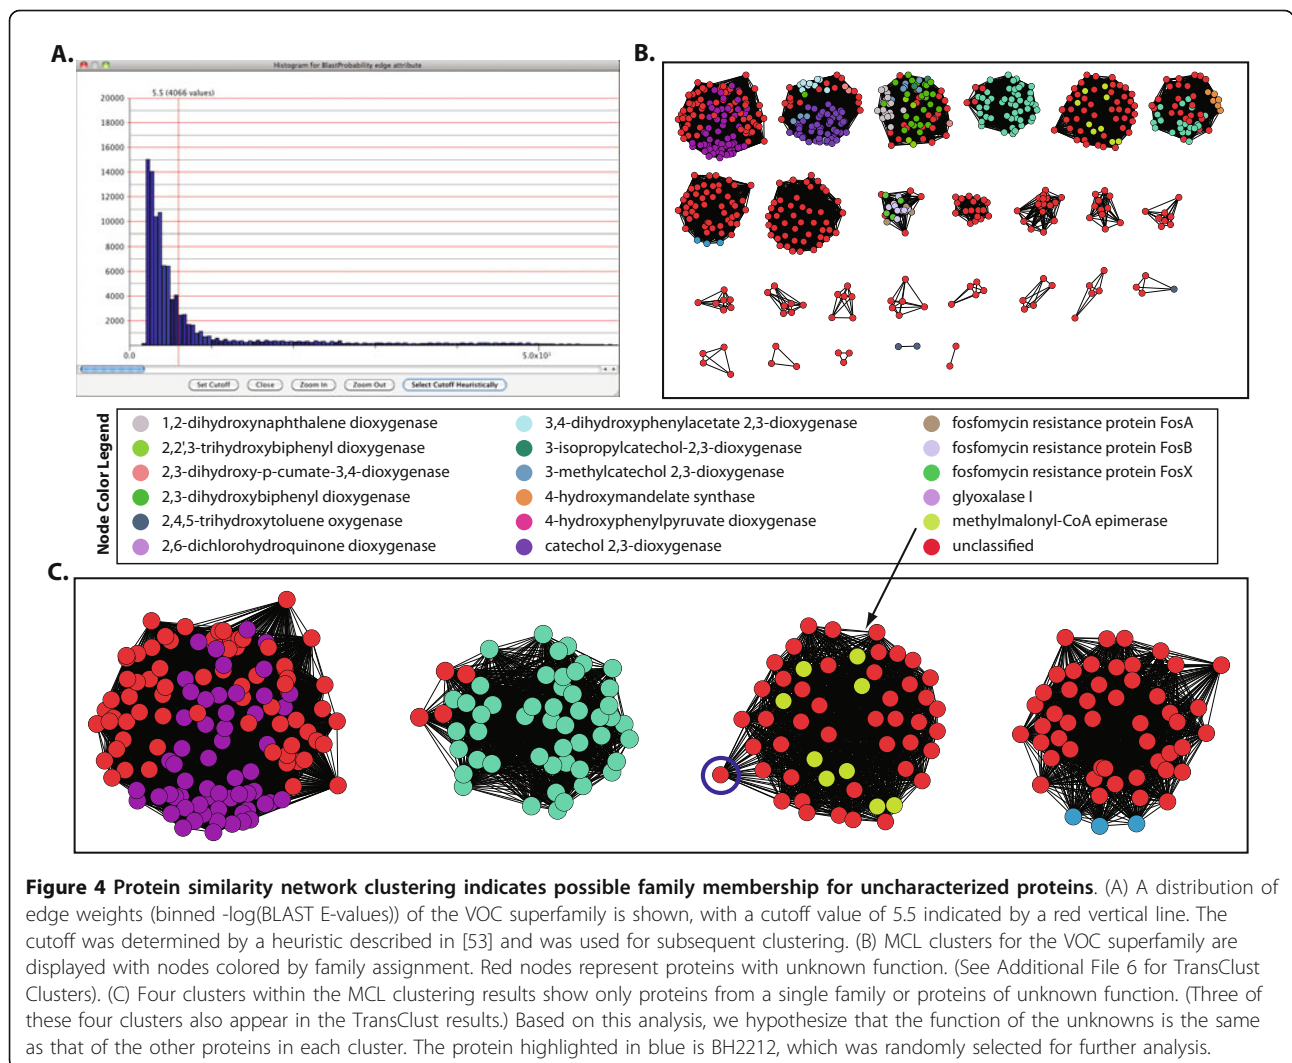 A.
Histogram for BlastProbability edge attribute
5.5 (4066 values)
20000
18000
16000
14000
12000
10000
8000
6000
4000
2000
0.0
5.0x10¹
Set Cutoff
Close
Zoom In
Zoom Out
Select Cutoff Heuristically
B.
Node Color Legend
1,2-dihydroxynaphthalene dioxygenase
2,2',3-trihydroxybiphenyl dioxygenase
2,3-dihydroxy-p-cumate-3,4-dioxygenase
2,3-dihydroxybiphenyl dioxygenase
2,4,5-trihydroxytoluene oxygenase
2,6-dichlorohydroquinone dioxygenase
3,4-dihydroxyphenylacetate 2,3-dioxygenase
3-isopropylcatechol-2,3-dioxygenase
3-methylcatechol 2,3-dioxygenase
4-hydroxymandelate synthase
4-hydroxyphenylpyruvate dioxygenase
catechol 2,3-dioxygenase
fosfomycin resistance protein FosA
fosfomycin resistance protein FosB
fosfomycin resistance protein FosX
glyoxalase I
methylmalonyl-CoA epimerase
unclassified
C.
Figure 4 Protein similarity network clustering indicates possible family membership for uncharacterized proteins. (A) A distribution of
edge weights (binned -log(BLAST E-values)) of the VOC superfamily is shown, with a cutoff value of 5.5 indicated by a red vertical line. The
cutoff was determined by a heuristic described in [53] and was used for subsequent clustering. (B) MCL clusters for the VOC superfamily are
displayed with nodes colored by family assignment. Red nodes represent proteins with unknown function. (See Additional File 6 for TransClust
Clusters). (C) Four clusters within the MCL clustering results show only proteins from a single family or proteins of unknown function. (Three of
these four clusters also appear in the TransClust results.) Based on this analysis, we hypothesize that the function of the unknowns is the same
as that of the other proteins in each cluster. The protein highlighted in blue is BH2212, which was randomly selected for further analysis.